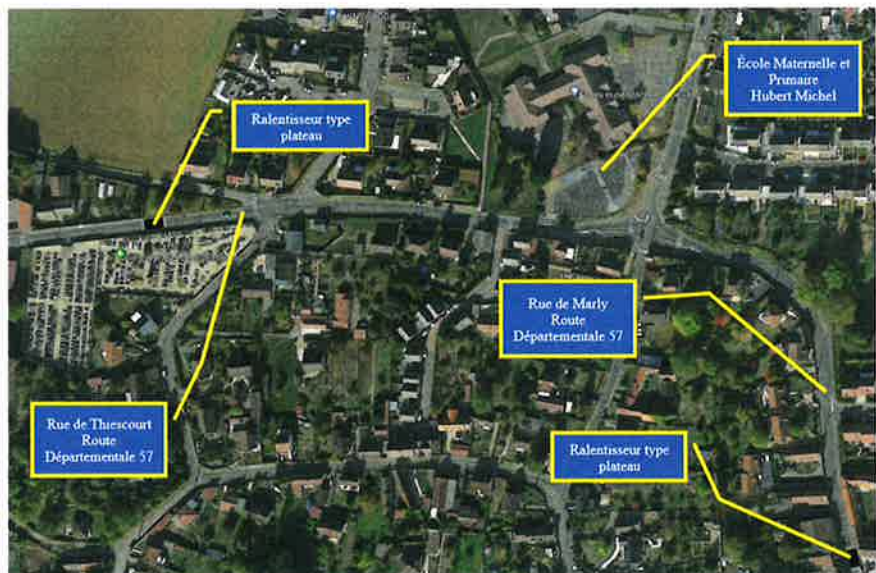 École Maternelle et
Primaire
Hubert Michel
Ralentisseur type
plateau
Rue de Marly
Route
Départementale 57
Rue de Thiescourt
Route
Départementale 57
Ralentisseur type
plateau